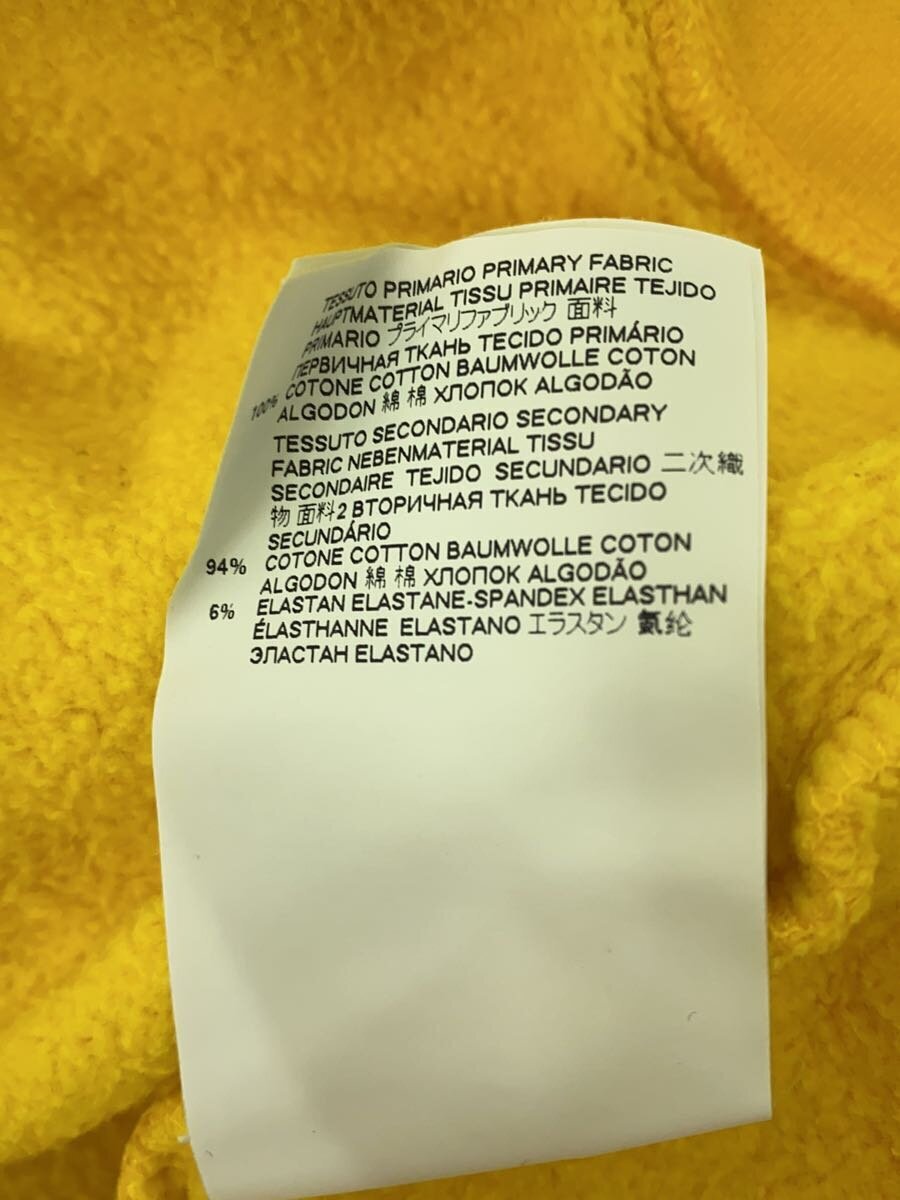 TESSUTO PRIMARIO PRIMARY FABRIC
HAUPTMATERIAL TISSU PRIMAIRE TEJIDO
PRIMARIO プライマリファブリック 面料
ПЕРВИЧНАЯ ТКАНЬ TECIDO PRIMÁRIO
100% COTONE COTTON BAUMWOLLE COTON
ALGODON 綿 棉 ХЛОПОК ALGODÃO
TESSUTO SECONDARIO SECONDARY
FABRIC NEBENMATERIAL TISSU
SECONDAIRE TEJIDO SECUNDARIO 二次織
物 面料2 ВТОРИЧНАЯ ТКАНЬ TECIDO
SECUNDÁRIO
94% COTONE COTTON BAUMWOLLE COTON
ALGODON 綿 棉 ХЛОПОК ALGODÃO
6% ELASTAN ELASTANE-SPANDEX ELASTHAN
ÉLASTHANNE ELASTANO エラスタン 氨纶
ЭЛАСТАН ELASTANO